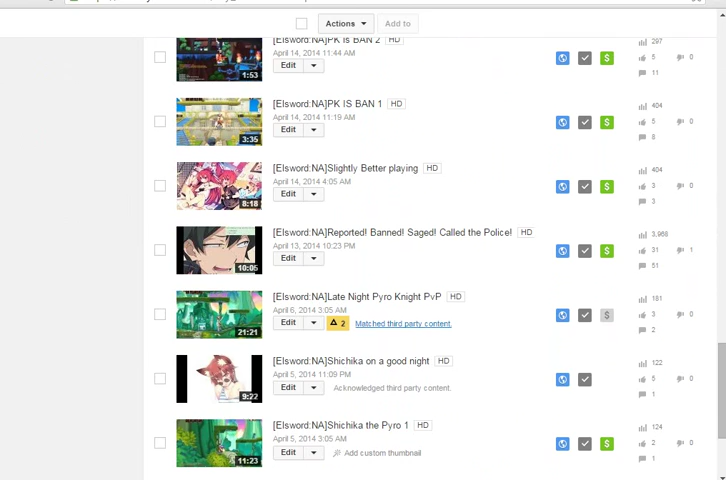 Actions Add to
[Elsword:NA]PK Is BAN 2 HD
April 14, 2014 11:44 AM
Edit
1:53
297
5 0
11
[Elsword:NA]PK IS BAN 1 HD
April 14, 2014 11:19 AM
Edit
3:35
404
5 0
8
[Elsword:NA]Slightly Better playing HD
April 14, 2014 4:05 AM
Edit
8:18
404
3 0
3
[Elsword:NA]Reported! Banned! Saged! Called the Police! HD
April 13, 2014 10:23 PM
Edit
10:05
3,968
31 1
51
[Elsword:NA]Late Night Pyro Knight PvP HD
April 6, 2014 3:05 AM
Edit 2 Matched third party content.
21:21
181
3 0
2
[Elsword:NA]Shichika on a good night HD
April 5, 2014 11:09 PM
Edit Acknowledged third party content.
9:22
122
5 0
1
[Elsword:NA]Shichika the Pyro 1 HD
April 5, 2014 3:05 AM
Edit Add custom thumbnail
11:23
124
2 0
1